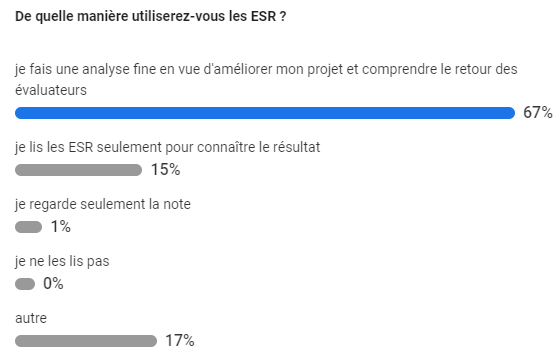 De quelle manière utiliserez-vous les ESR ?
je fais une analyse fine en vue d'améliorer mon projet et comprendre le retour des
évaluateurs
67%
je lis les ESR seulement pour connaître le résultat
15%
je regarde seulement la note
1%
je ne les lis pas
0%
autre
17%